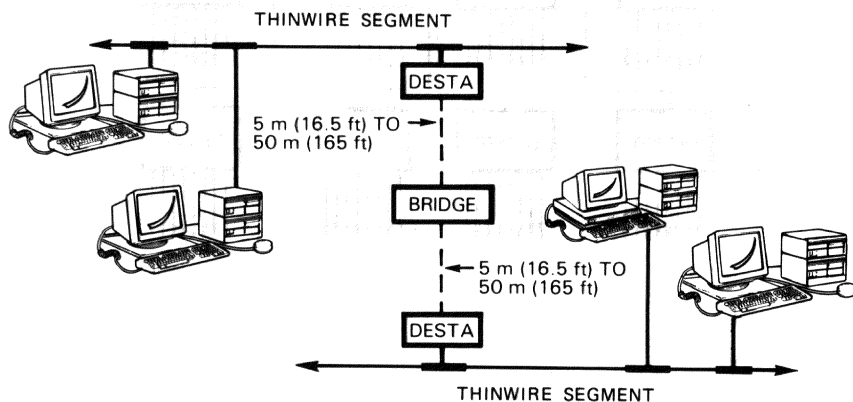 THINWIRE SEGMENT
DESTA
5 m (16.5 ft) TO
50 m (165 ft)
BRIDGE
5 m (16.5 ft) TO
50 m (165 ft)
DESTA
THINWIRE SEGMENT